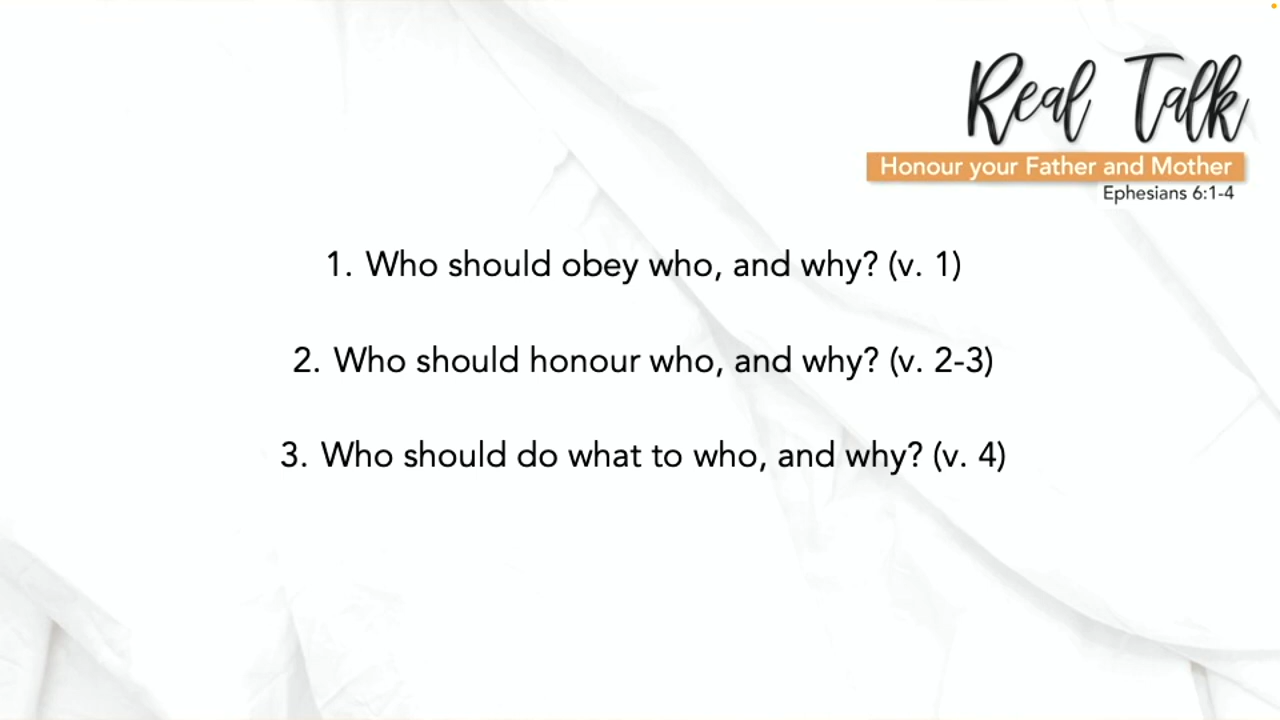 Real Talk
Honour your Father and Mother
Ephesians 6:1-4
1. Who should obey who, and why? (v. 1)
2. Who should honour who, and why? (v. 2-3)
3. Who should do what to who, and why? (v. 4)